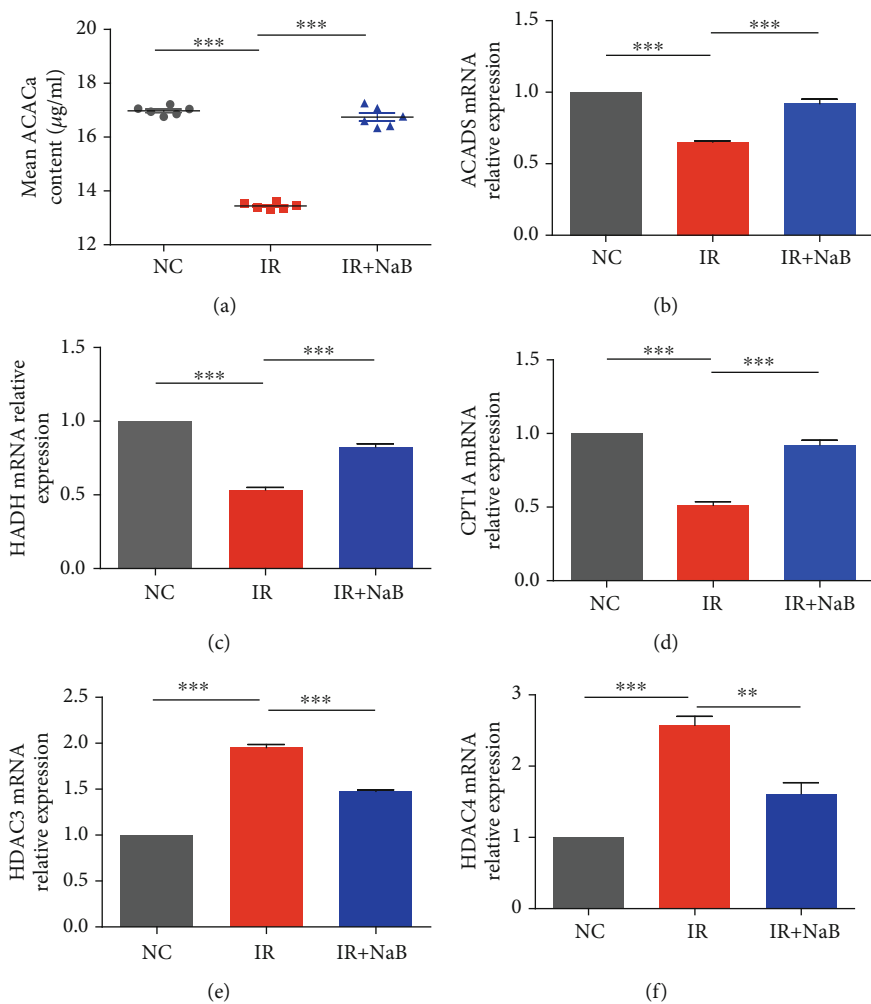 Mean ACACa
content (μg/ml)
20
18
16
14
12
***
***
NC
IR
IR+NaB
(a)
ACADS mRNA
relative expression
1.5
1.0
0.5
0.0
***
***
NC
IR
IR+NaB
(b)
HADH mRNA relative
expression
1.5
1.0
0.5
0.0
***
***
NC
IR
IR+NaB
(c)
CPT1A mRNA
relative expression
1.5
1.0
0.5
0.0
***
***
NC
IR
IR+NaB
(d)
HDAC3 mRNA
relative expression
2.5
2.0
1.5
1.0
0.5
0.0
***
***
NC
IR
IR+NaB
(e)
HDAC4 mRNA
relative expression
3
2
1
0
***
**
NC
IR
IR+NaB
(f)